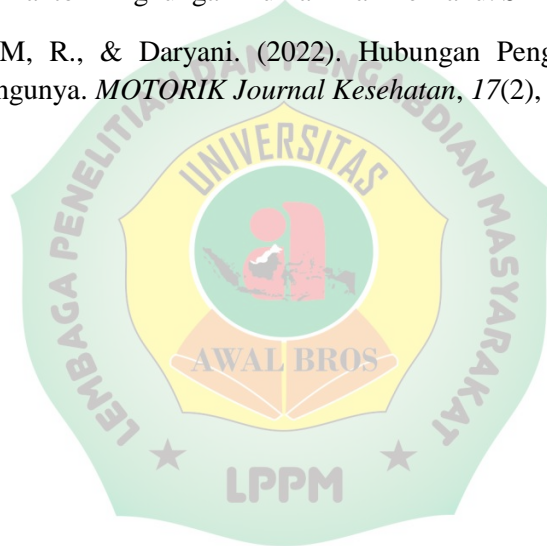 M, R., & Daryani. (2022). Hubungan Peng
ngunya. MOTORIK Journal Kesehatan, 17(2),
LEMBAGA PENELITIAN DAN PENGABDIAN MASYARAKAT
UNIVERSITAS
AWAL BROS
LPPM